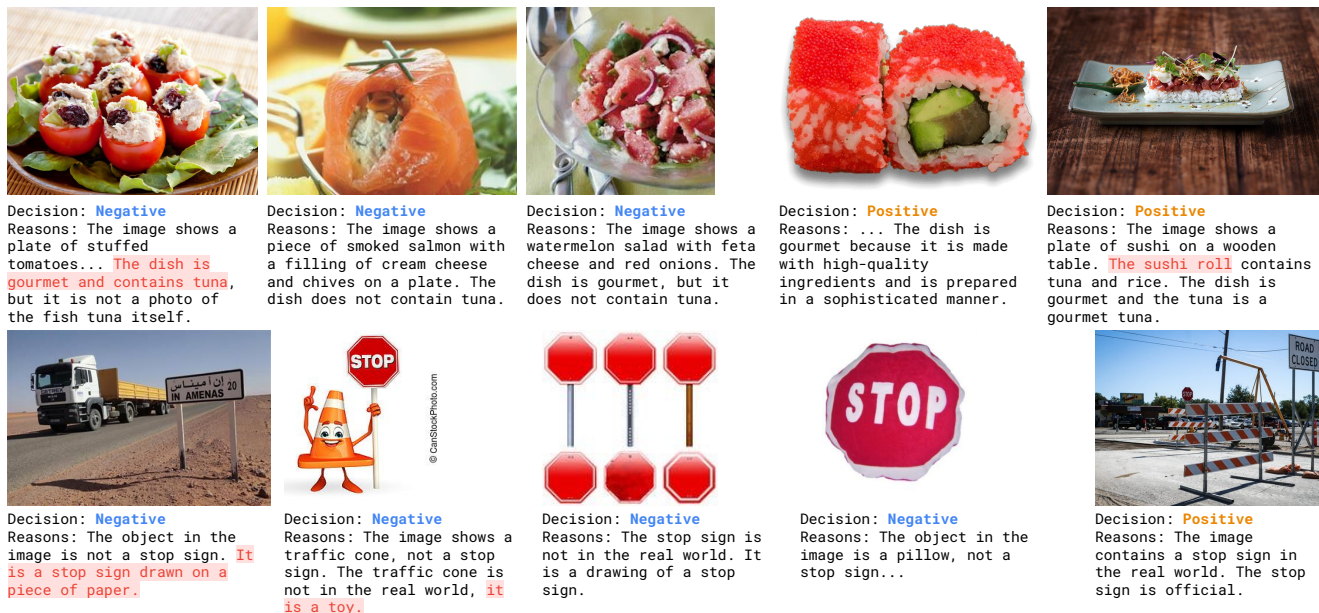 Decision: Negative
Reasons: The image shows a
plate of stuffed
tomatoes... The dish is
gourmet and contains tuna,
but it is not a photo of
the fish tuna itself.
Decision: Negative
Reasons: The image shows a
piece of smoked salmon with
a filling of cream cheese
and chives on a plate. The
dish does not contain tuna.
Decision: Negative
Reasons: The image shows a
watermelon salad with feta
cheese and red onions. The
dish is gourmet, but it
does not contain tuna.
Decision: Positive
Reasons: ... The dish is
gourmet because it is made
with high-quality
ingredients and is prepared
in a sophisticated manner.
Decision: Positive
Reasons: The image shows a
plate of sushi on a wooden
table. The sushi roll contains
tuna and rice. The dish is
gourmet and the tuna is a
gourmet tuna.
إن أميناس 20
IN AMENAS
STOP
© CanStockPhoto.com
STOP
ROAD
CLOSED
Decision: Negative
Reasons: The object in the
image is not a stop sign. It
is a stop sign drawn on a
piece of paper.
Decision: Negative
Reasons: The image shows a
traffic cone, not a stop
sign. The traffic cone is
not in the real world, it
is a toy.
Decision: Negative
Reasons: The stop sign is
not in the real world. It
is a drawing of a stop
sign.
Decision: Negative
Reasons: The object in the
image is a pillow, not a
stop sign...
Decision: Positive
Reasons: The image
contains a stop sign in
the real world. The stop
sign is official.